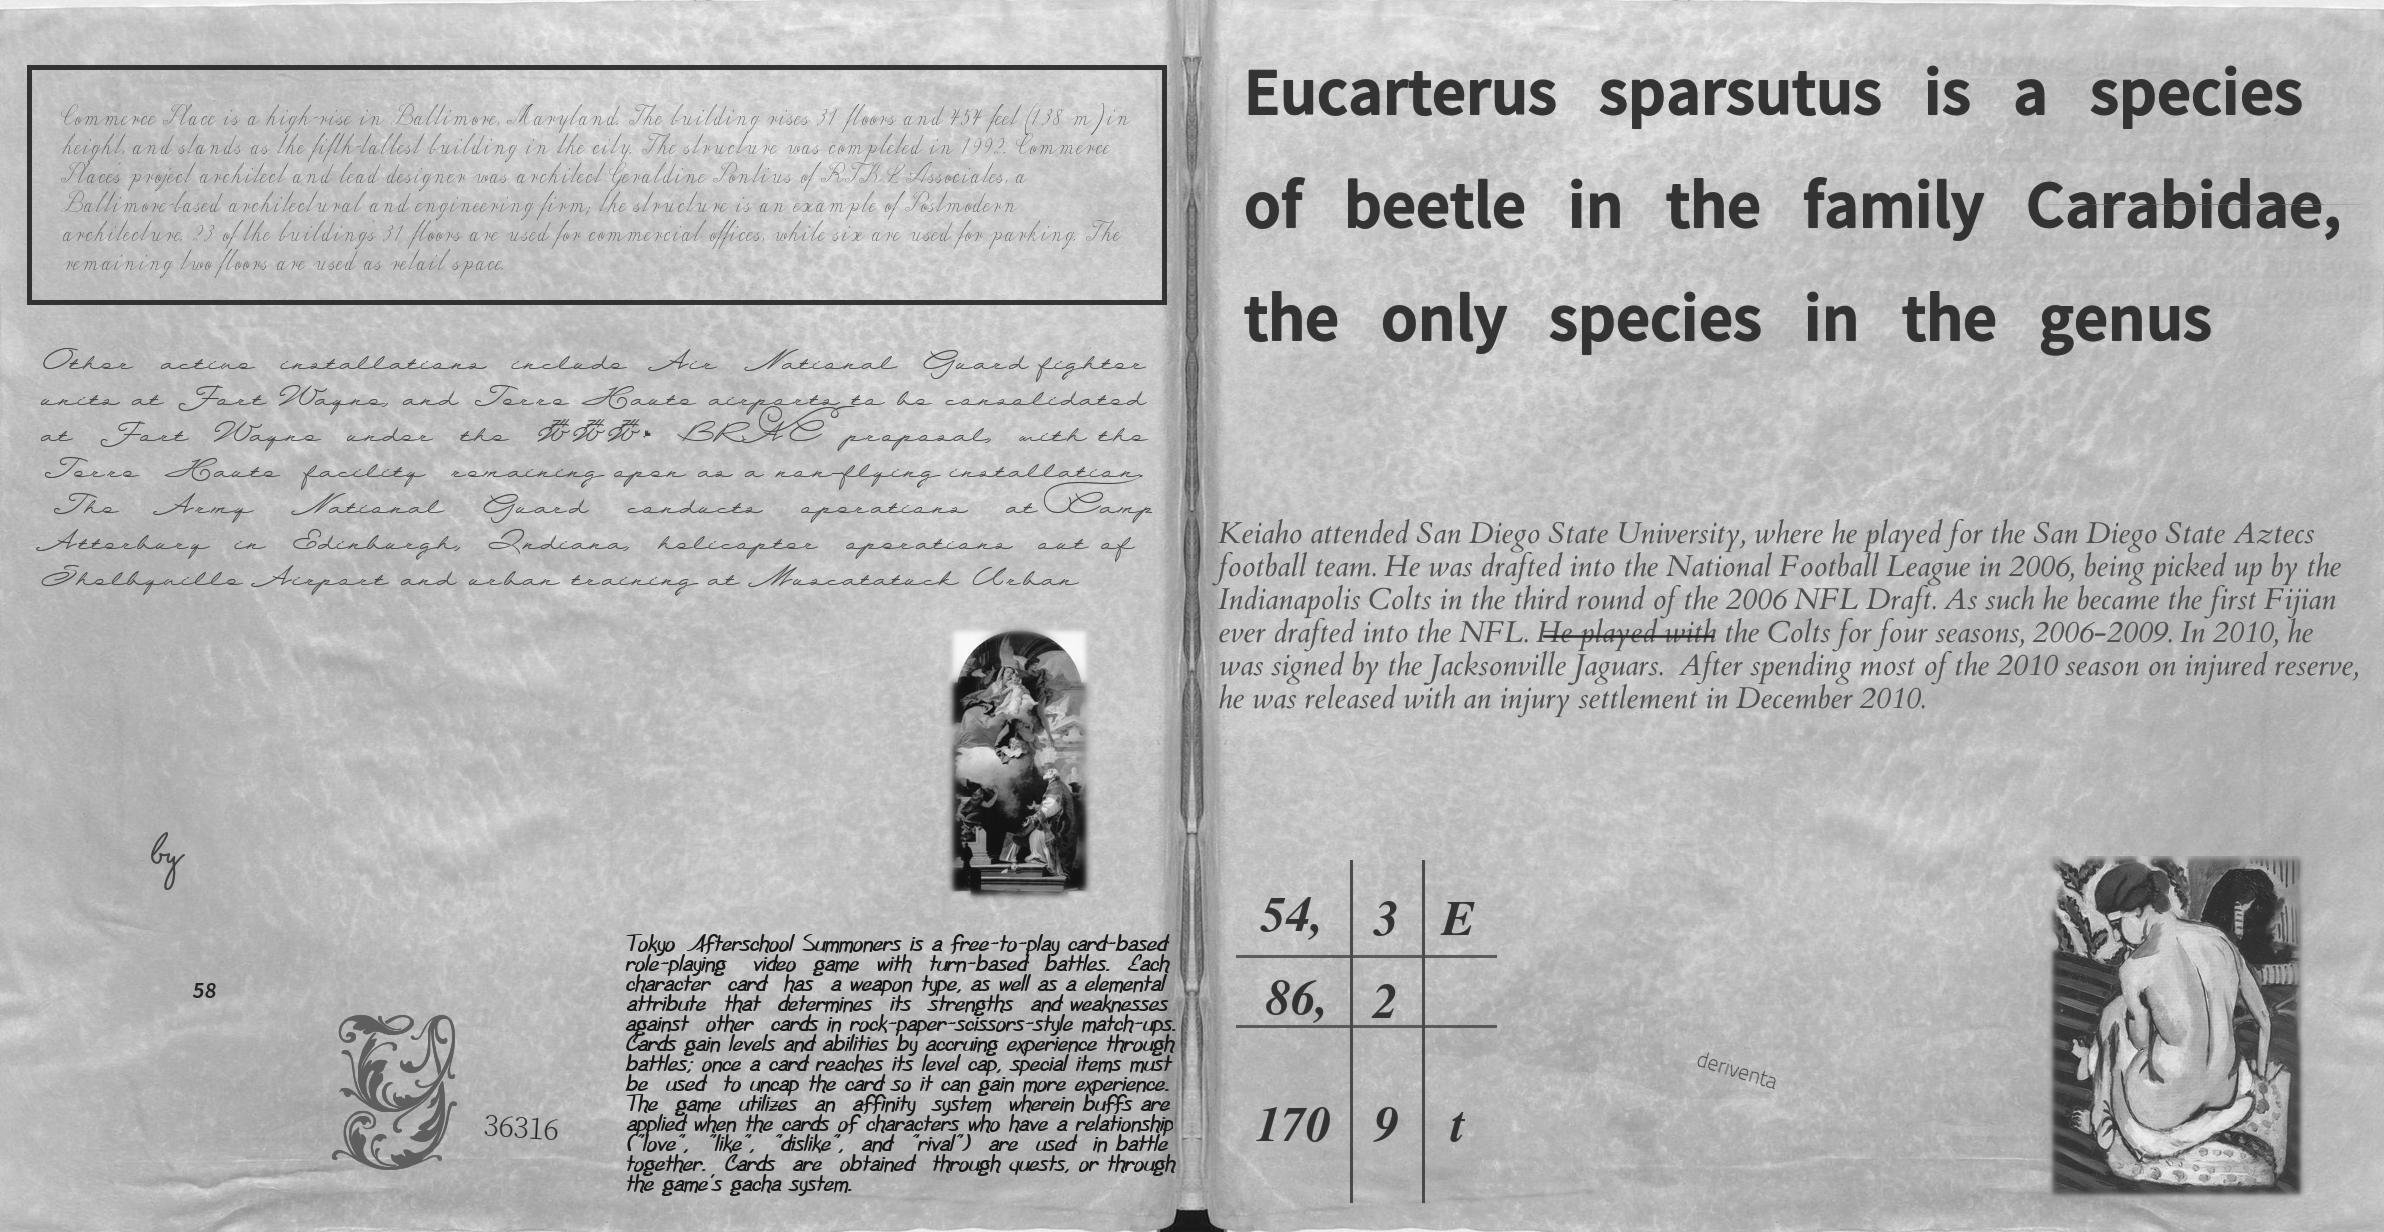 Commerce Place is a high-rise in Baltimore, Maryland. The building rises 31 floors and 454 feet (138 m) in
height, and stands as the fifth-tallest building in the city. The structure was completed in 1992. Commerce
Places project architect and lead designer was architect Geraldine Pontius of RTKL Associates, a
Baltimore-based architectural and engineering firm; the structure is an example of Postmodern
architecture. 23 of the buildings 31 floors are used for commercial offices, while six are used for parking. The
remaining two floors are used as retail space.
Other active installations include Air National Guard fighter
units at Fort Wayne, and Terre Haute airports to be consolidated
at Fort Wayne under the BRAC proposal, with the
Terre Haute facility remaining open as a non-flying installation.
The Army National Guard conducts operations at Camp
Atterbury in Edinburgh, Indiana, helicopter operations out of
Shelbyville Airport and urban training at Muscatatuck Urban
by
58
36316
Tokyo Afterschool Summoners is a free-to-play card-based
role-playing video game with turn-based battles. Each
character card has a weapon type, as well as a elemental
attribute that determines its strengths and weaknesses
against other cards in rock-paper-scissors-style match-ups.
Cards gain levels and abilities by accruing experience through
battles; once a card reaches its level cap, special items must
be used to uncap the card so it can gain more experience.
The game utilizes an affinity system wherein buffs are
applied when the cards of characters who have a relationship
("love", "like", "dislike", and "rival") are used in battle
together. Cards are obtained through quests, or through
the game's gacha system.
Eucarterus sparsutus is a species
of beetle in the family Carabidae,
the only species in the genus
Keiaho attended San Diego State University, where he played for the San Diego State Aztecs
football team. He was drafted into the National Football League in 2006, being picked up by the
Indianapolis Colts in the third round of the 2006 NFL Draft. As such he became the first Fijian
ever drafted into the NFL. He played with the Colts for four seasons, 2006–2009. In 2010, he
was signed by the Jacksonville Jaguars. After spending most of the 2010 season on injured reserve,
he was released with an injury settlement in December 2010.
54, 3 E
86, 2
170 9 t
deriventa